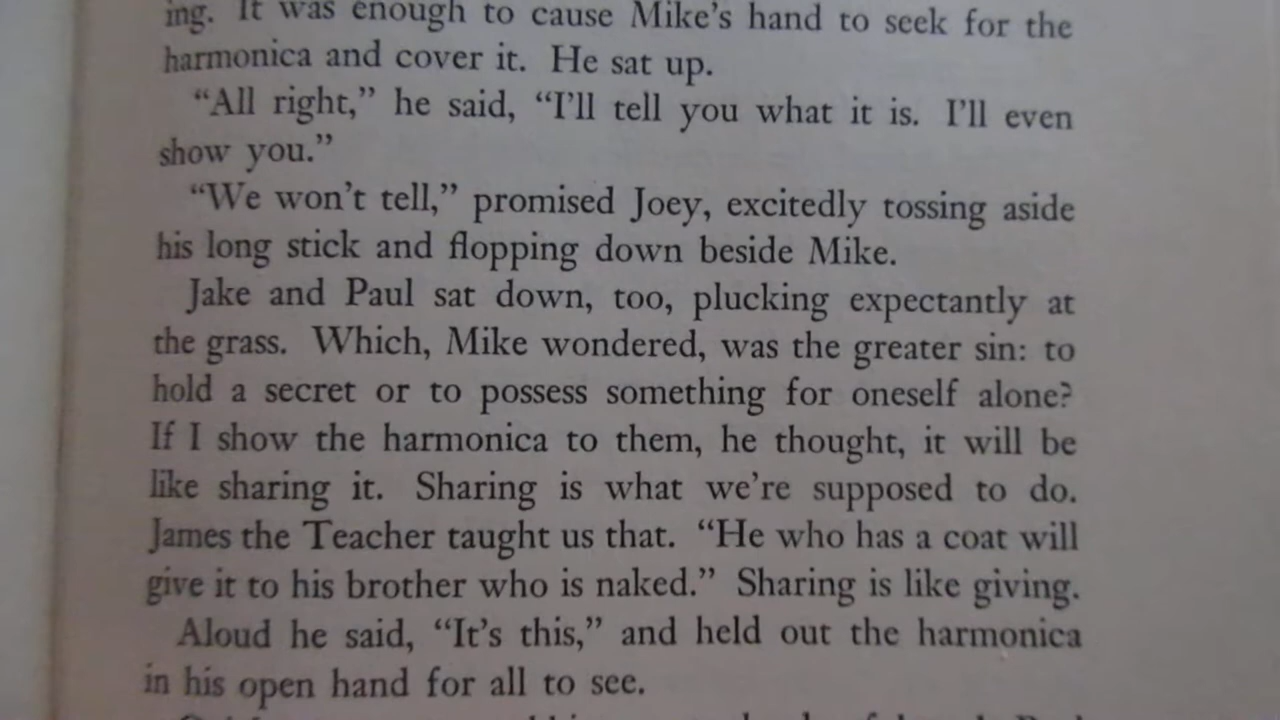 ing. It was enough to cause Mike's hand to seek for the
harmonica and cover it. He sat up.
“All right,” he said, “I'll tell you what it is. I'll even
show you.”
“We won't tell,” promised Joey, excitedly tossing aside
his long stick and flopping down beside Mike.
Jake and Paul sat down, too, plucking expectantly at
the grass. Which, Mike wondered, was the greater sin: to
hold a secret or to possess something for oneself alone?
If I show the harmonica to them, he thought, it will be
like sharing it. Sharing is what we're supposed to do.
James the Teacher taught us that. “He who has a coat will
give it to his brother who is naked.” Sharing is like giving.
Aloud he said, “It's this,” and held out the harmonica
in his open hand for all to see.